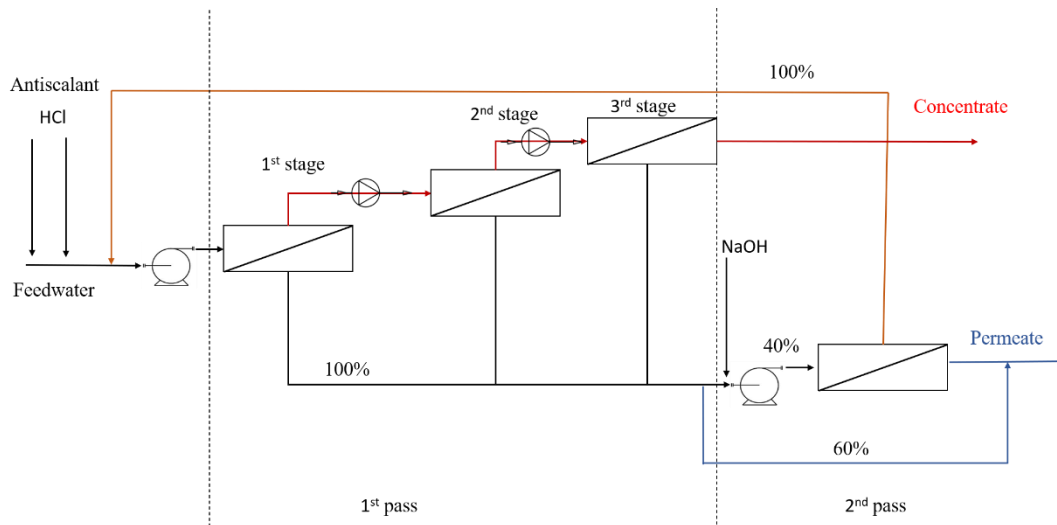 Antiscalant
HCl
Feedwater
1st stage
2nd stage
3rd stage
100%
Concentrate
NaOH
100%
40%
Permeate
60%
1st pass
2nd pass